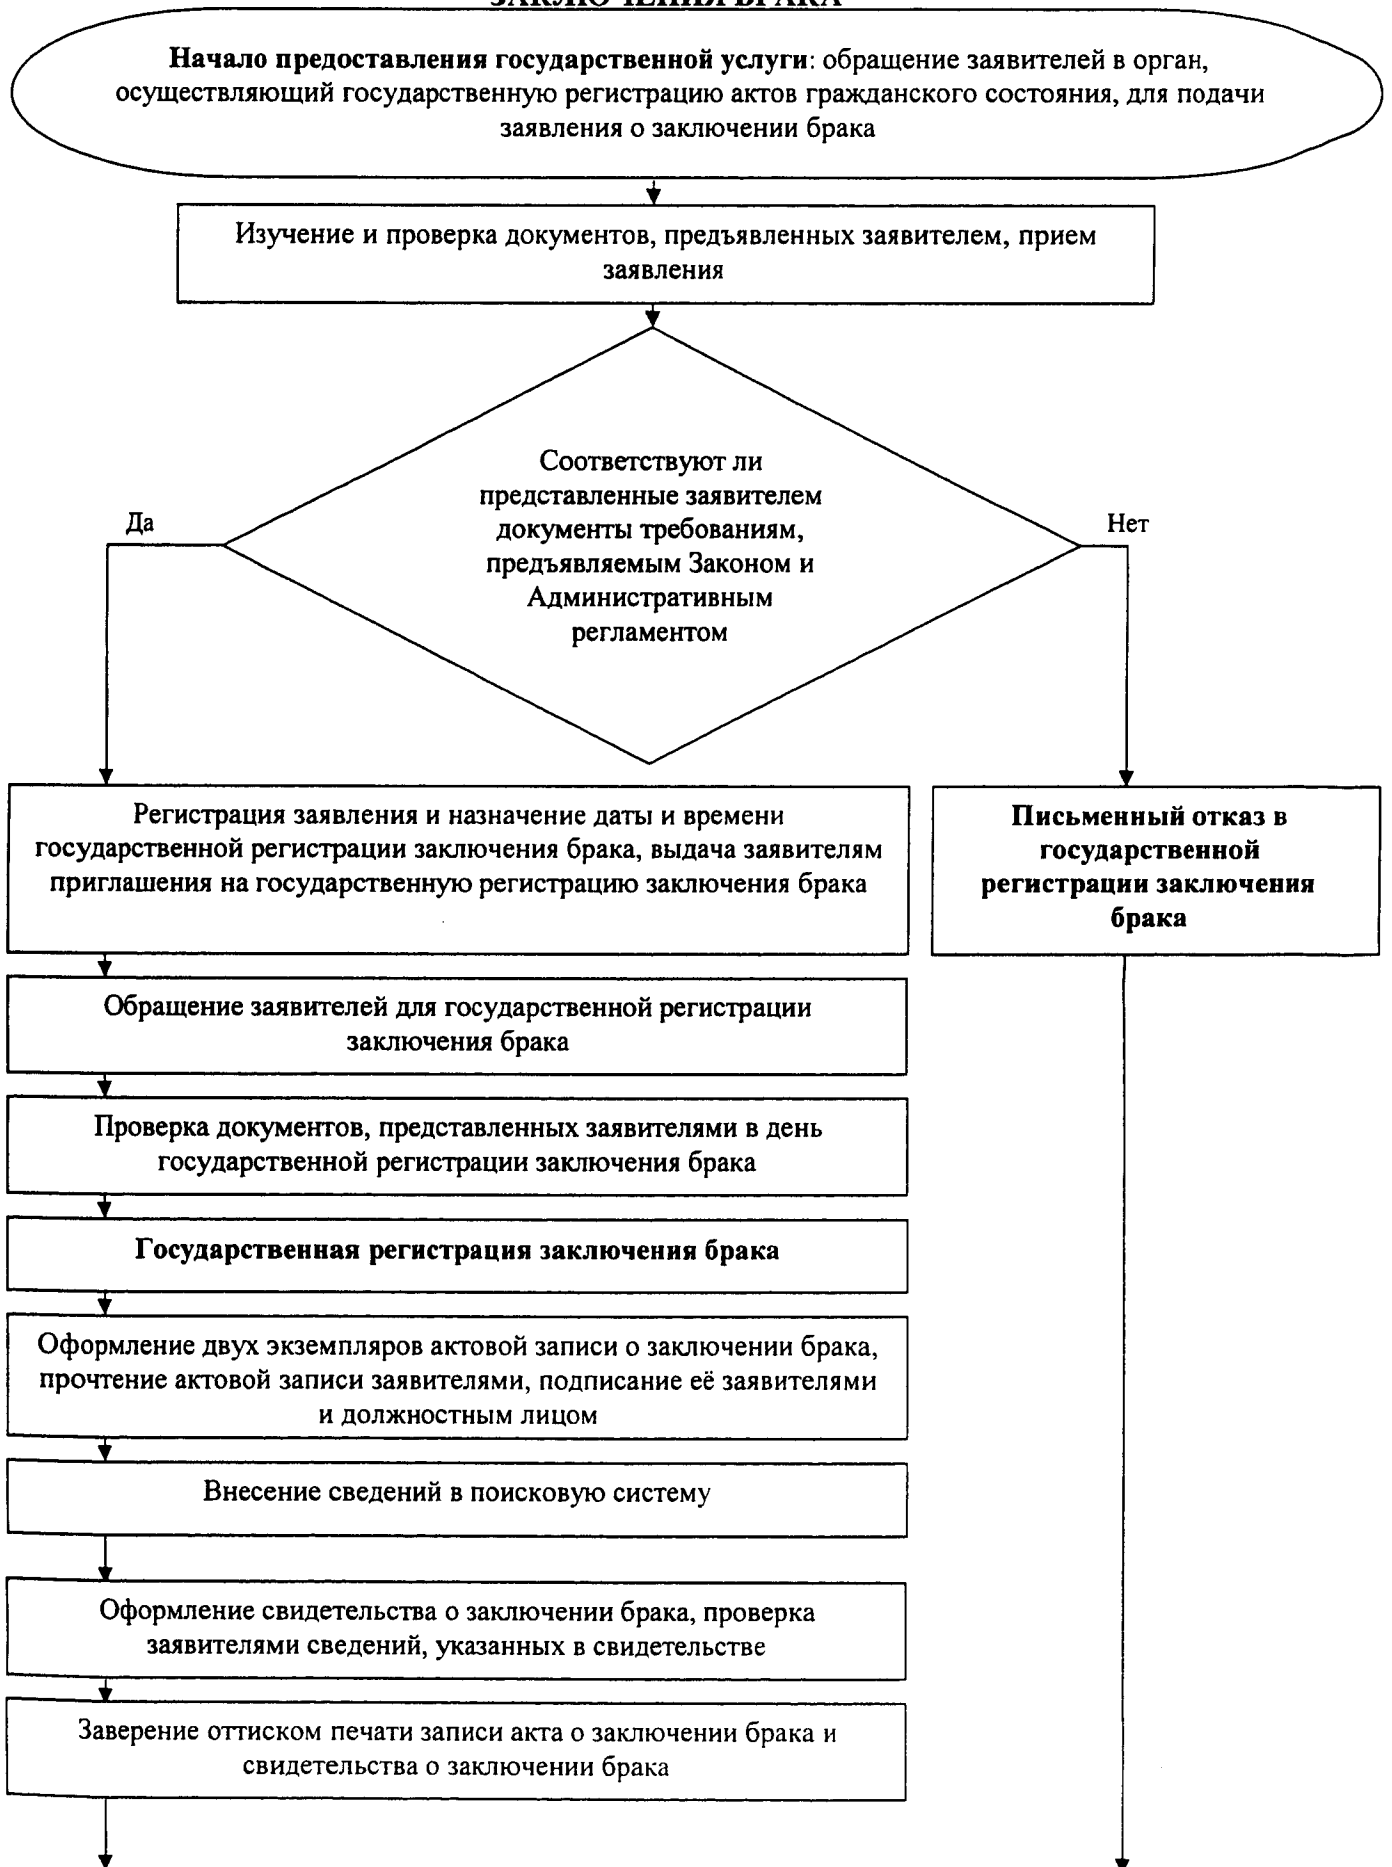 ЗАКЛЮЧЕНИЯ БРАКА
Начало предоставления государственной услуги: обращение заявителей в орган,
осуществляющий государственную регистрацию актов гражданского состояния, для подачи
заявления о заключении брака
Изучение и проверка документов, предъявленных заявителем, прием
заявления
Соответствуют ли
представленные заявителем
документы требованиям,
предъявляемым Законом и
Административным
регламентом
Да
Нет
Регистрация заявления и назначение даты и времени
государственной регистрации заключения брака, выдача заявителям
приглашения на государственную регистрацию заключения брака
Письменный отказ в
государственной
регистрации заключения
брака
Обращение заявителей для государственной регистрации
заключения брака
Проверка документов, представленных заявителями в день
государственной регистрации заключения брака
Государственная регистрация заключения брака
Оформление двух экземпляров актовой записи о заключении брака,
прочтение актовой записи заявителями, подписание её заявителями
и должностным лицом
Внесение сведений в поисковую систему
Оформление свидетельства о заключении брака, проверка
заявителями сведений, указанных в свидетельстве
Заверение оттиском печати записи акта о заключении брака и
свидетельства о заключении брака